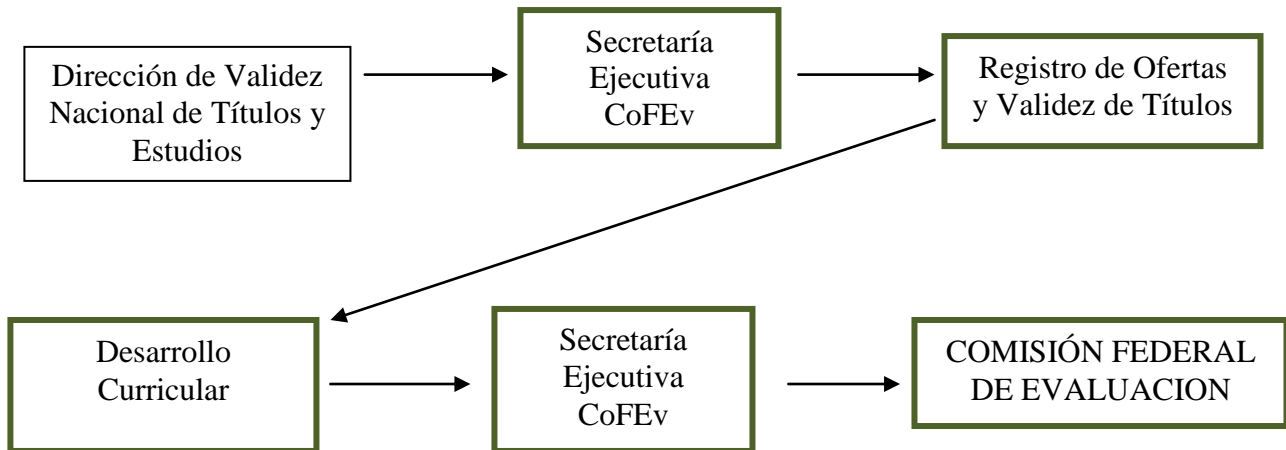 Dirección de Validez
Nacional de Títulos y
Estudios
Secretaría
Ejecutiva
CoFEv
Registro de Ofertas
y Validez de Títulos
Desarrollo
Curricular
Secretaría
Ejecutiva
CoFEv
COMISIÓN FEDERAL
DE EVALUACION